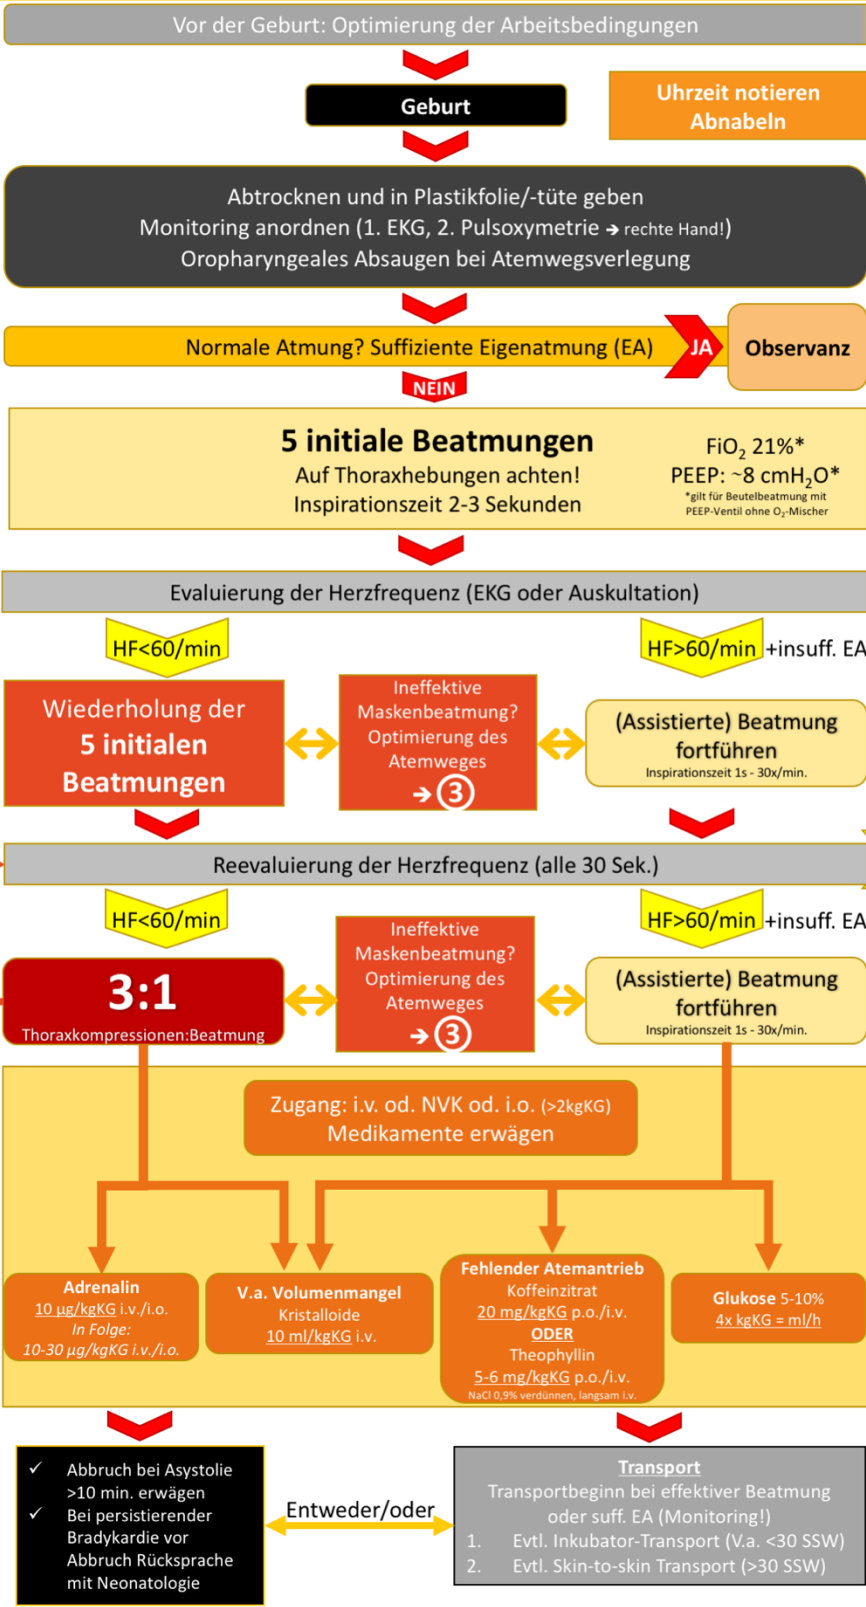 Vor der Geburt: Optimierung der Arbeitsbedingungen
Geburt
Uhrzeit notieren
Abnabeln
Abtrocknen und in Plastikfolie/-tüte geben
Monitoring anordnen (1. EKG, 2. Pulsoxymetrie → rechte Hand!)
Oropharyngeales Absaugen bei Atemwegsverlegung
Normale Atmung? Suffiziente Eigenatmung (EA)
JA
Observanz
NEIN
5 initiale Beatmungen
Auf Thoraxhebungen achten!
Inspirationszeit 2-3 Sekunden
FiO₂ 21%*
PEEP: ~8 cmH₂O*
*gilt für Beutelbeatmung mit
PEEP-Ventil ohne O₂-Mischer
Evaluierung der Herzfrequenz (EKG oder Auskultation)
HF<60/min
HF>60/min +insuff. EA
Wiederholung der
5 initialen
Beatmungen
Ineffektive
Maskenbeatmung?
Optimierung des
Atemweges
→ 3
(Assistierte) Beatmung
fortführen
Inspirationszeit 1s - 30x/min.
Reevaluierung der Herzfrequenz (alle 30 Sek.)
HF<60/min
HF>60/min +insuff. EA
3:1
Thoraxkompressionen:Beatmung
Ineffektive
Maskenbeatmung?
Optimierung des
Atemweges
→ 3
(Assistierte) Beatmung
fortführen
Inspirationszeit 1s - 30x/min.
Zugang: i.v. od. NVK od. i.o. (>2kgKG)
Medikamente erwägen
Adrenalin
10 µg/kgKG i.v./i.o.
In Folge:
10-30 µg/kgKG i.v./i.o.
V.a. Volumenmangel
Kristalloide
10 ml/kgKG i.v.
Fehlender Atemantrieb
Koffeinzitrat
20 mg/kgKG p.o./i.v.
ODER
Theophyllin
5-6 mg/kgKG p.o./i.v.
NaCl 0,9% verdünnen, langsam i.v.
Glukose 5-10%
4x kgKG = ml/h
✓ Abbruch bei Asystolie
>10 min. erwägen
✓ Bei persistierender
Bradykardie vor
Abbruch Rücksprache
mit Neonatologie
Entweder/oder
Transport
Transportbeginn bei effektiver Beatmung
oder suff. EA (Monitoring!)
1. Evtl. Inkubator-Transport (V.a. <30 SSW)
2. Evtl. Skin-to-skin Transport (>30 SSW)